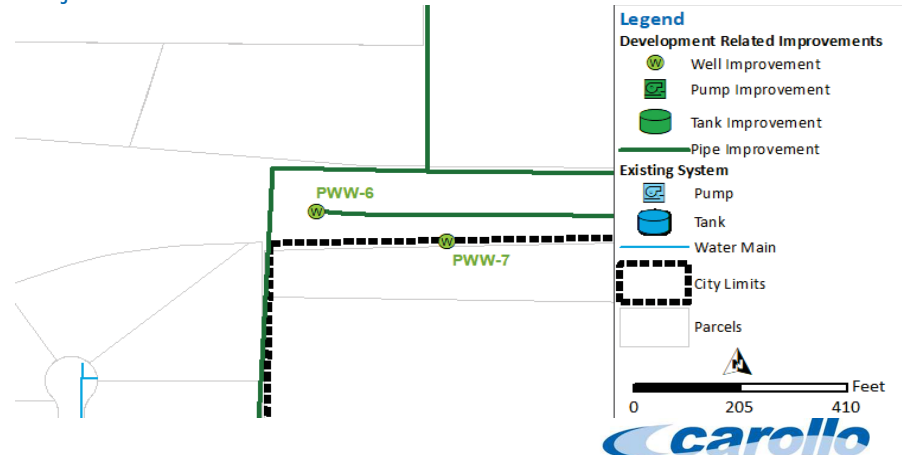 Legend
Development Related Improvements
W Well Improvement
Pump Improvement
Tank Improvement
Pipe Improvement
Existing System
Pump
Tank
Water Main
City Limits
Parcels
N
Feet
0 205 410
carollo
PWW-6
W
W
PWW-7